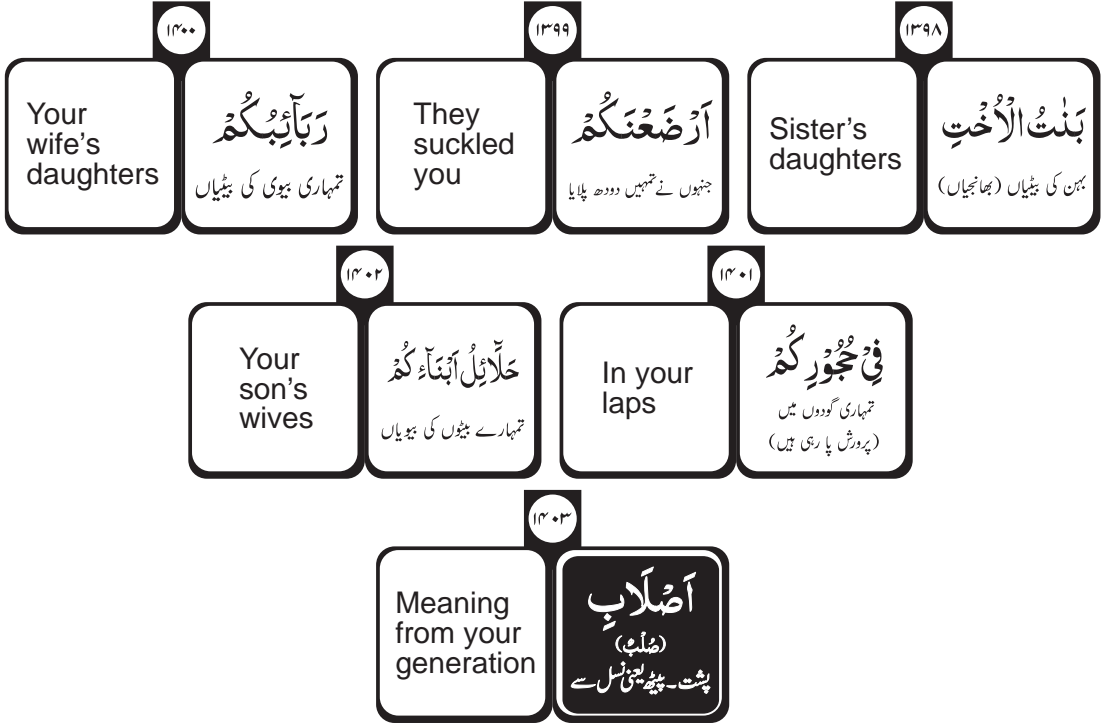 ۱۳۹۸
بَنٰتُ الْاُخْتِ
بہن کی بیٹیاں (بھانجیاں)
Sister's
daughters
۱۳۹۹
اَرْضَعْنَكُمْ
جنہوں نے تمہیں دودھ پلایا
They
suckled
you
۱۴۰۰
رَبَآئِبُكُمْ
تمہاری بیوی کی بیٹیاں
Your
wife's
daughters
۱۴۰۱
فِيْ حُجُوْرِكُمْ
تمہاری گودوں میں
(پرورش پا رہی ہیں)
In your
laps
۱۴۰۲
حَلَآئِلُ اَبْنَآءِكُمْ
تمہارے بیٹوں کی بیویاں
Your
son's
wives
۱۴۰۳
اَصْلَابِ
(صُلْبٌ)
پشت۔ پیٹھ یعنی نسل سے
Meaning
from your
generation